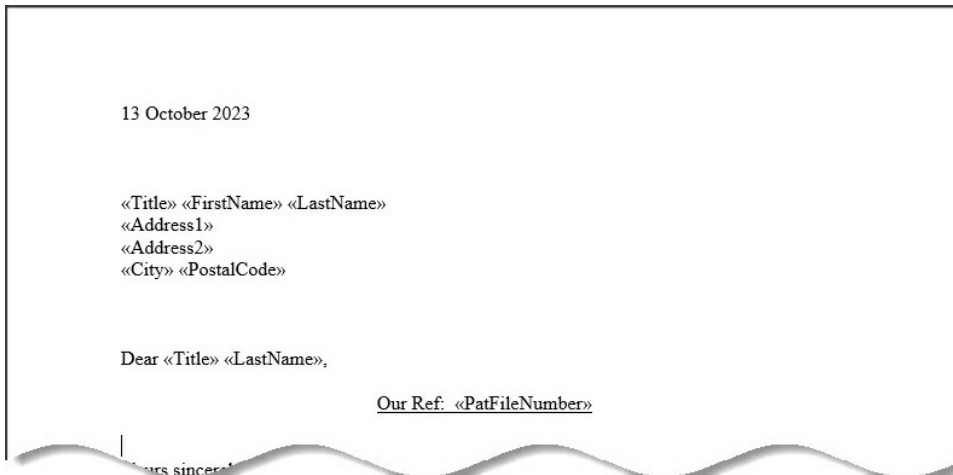 13 October 2023
«Title» «FirstName» «LastName»
«Address1»
«Address2»
«City» «PostalCode»
Dear «Title» «LastName»,
Our Ref:  «PatFileNumber»